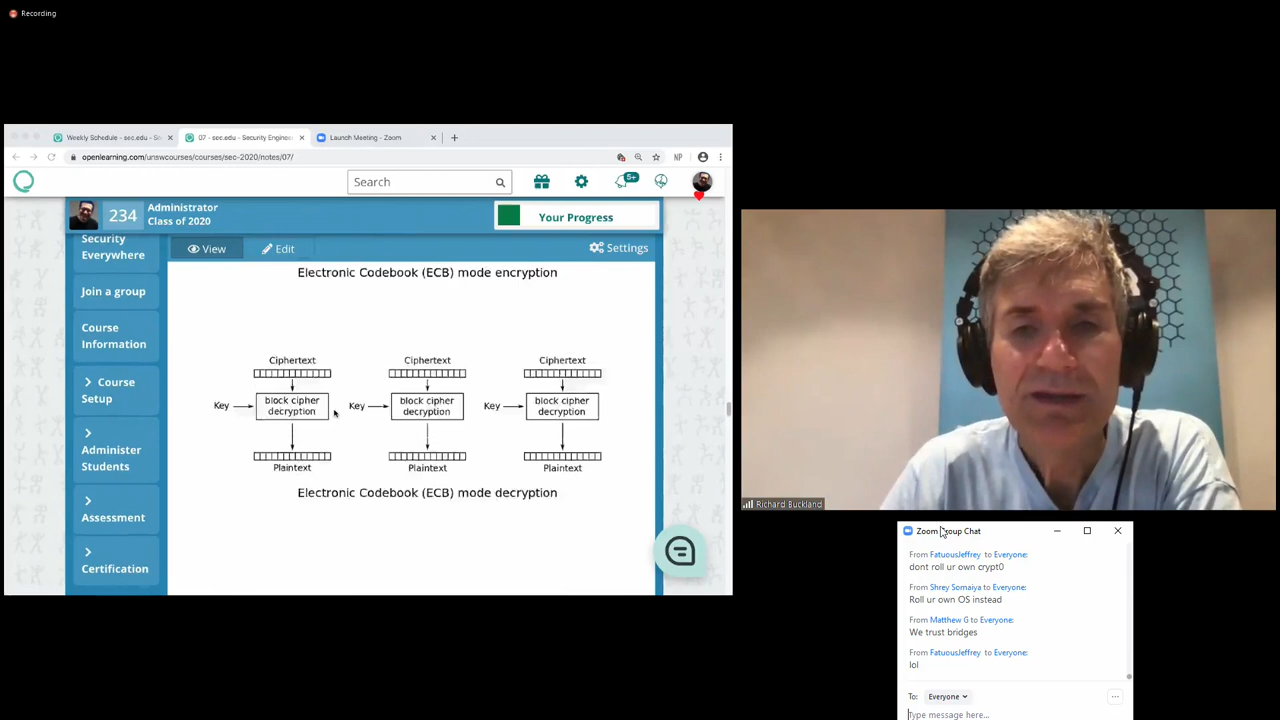 Recording
Weekly Schedule - sec.edu - Se
07 - sec.edu - Security Enginee
Launch Meeting - Zoom
openlearning.com/unswcourses/courses/sec-2020/notes/07/
NP
Search
5+
234
Administrator
Class of 2020
Your Progress
Security
Everywhere
Join a group
Course
Information
Course
Setup
Administer
Students
Assessment
Certification
View
Edit
Settings
Electronic Codebook (ECB) mode encryption
Ciphertext Ciphertext Ciphertext
Key block cipher decryption Key block cipher decryption Key block cipher decryption
Plaintext Plaintext Plaintext
Electronic Codebook (ECB) mode decryption
Richard Buckland
Zoom Group Chat
From FatuousJeffrey to Everyone:
dont roll ur own crypt0
From Shrey Somaiya to Everyone:
Roll ur own OS instead
From Matthew G to Everyone:
We trust bridges
From FatuousJeffrey to Everyone:
lol
To: Everyone
Type message here...